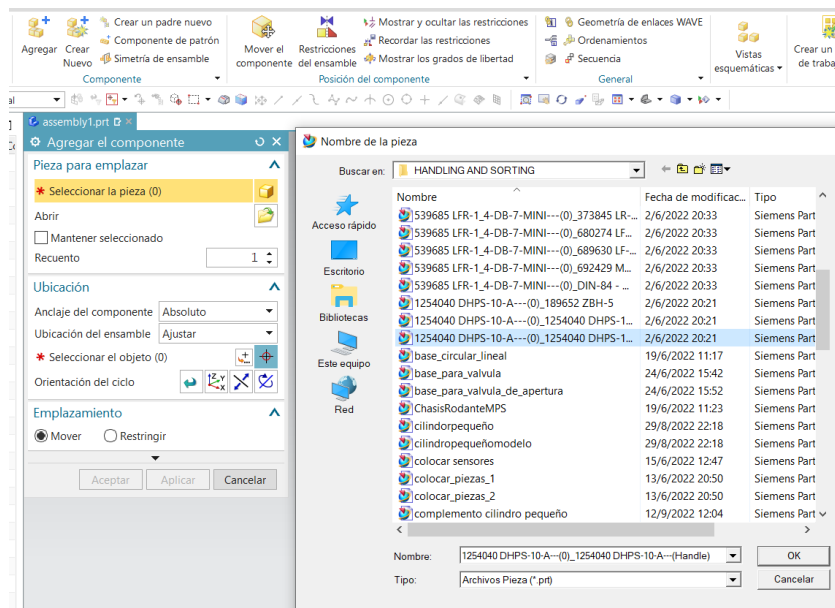 Agregar
Crear
Nuevo
Crear un padre nuevo
Componente de patrón
Simetría de ensamble
Componente
Mover el
componente
Restricciones
del ensamble
Mostrar y ocultar las restricciones
Recordar las restricciones
Mostrar los grados de libertad
Posición del componente
Geometría de enlaces WAVE
Ordenamientos
Secuencia
General
Vistas
esquemáticas
Crear un
de traba
al
assembly1.prt
Agregar el componente
Pieza para emplazar
* Seleccionar la pieza (0)
Abrir
Mantener seleccionado
Recuento 1
Ubicación
Anclaje del componente Absoluto
Ubicación del ensamble Ajustar
* Seleccionar el objeto (0)
Orientación del ciclo
Emplazamiento
Mover Restringir
Aceptar Aplicar Cancelar
Nombre de la pieza
Buscar en: HANDLING AND SORTING
Acceso rápido
Escritorio
Bibliotecas
Este equipo
Red
Nombre Fecha de modificac... Tipo
539685 LFR-1_4-DB-7-MINI---(0)_373845 LR-... 2/6/2022 20:33 Siemens Part
539685 LFR-1_4-DB-7-MINI---(0)_680274 LF... 2/6/2022 20:33 Siemens Part
539685 LFR-1_4-DB-7-MINI---(0)_689630 LF-... 2/6/2022 20:33 Siemens Part
539685 LFR-1_4-DB-7-MINI---(0)_692429 M... 2/6/2022 20:33 Siemens Part
539685 LFR-1_4-DB-7-MINI---(0)_DIN-84 - ... 2/6/2022 20:33 Siemens Part
1254040 DHPS-10-A---(0)_189652 ZBH-5 2/6/2022 20:21 Siemens Part
1254040 DHPS-10-A---(0)_1254040 DHPS-1... 2/6/2022 20:21 Siemens Part
1254040 DHPS-10-A---(0)_1254040 DHPS-1... 2/6/2022 20:21 Siemens Part
base_circular_lineal 19/6/2022 11:17 Siemens Part
base_para_valvula 24/6/2022 15:42 Siemens Part
base_para_valvula_de_apertura 24/6/2022 15:52 Siemens Part
ChasisRodanteMPS 19/6/2022 11:23 Siemens Part
cilindorpequeño 29/8/2022 22:18 Siemens Part
cilindropequeñomodelo 29/8/2022 22:18 Siemens Part
colocar sensores 15/6/2022 12:47 Siemens Part
colocar_piezas_1 13/6/2022 20:50 Siemens Part
colocar_piezas_2 13/6/2022 20:50 Siemens Part
complemento cilindro pequeño 12/9/2022 12:04 Siemens Part
Nombre: 1254040 DHPS-10-A---(0)_1254040 DHPS-10-A---(Handle) OK
Tipo: Archivos Pieza (*.prt) Cancelar